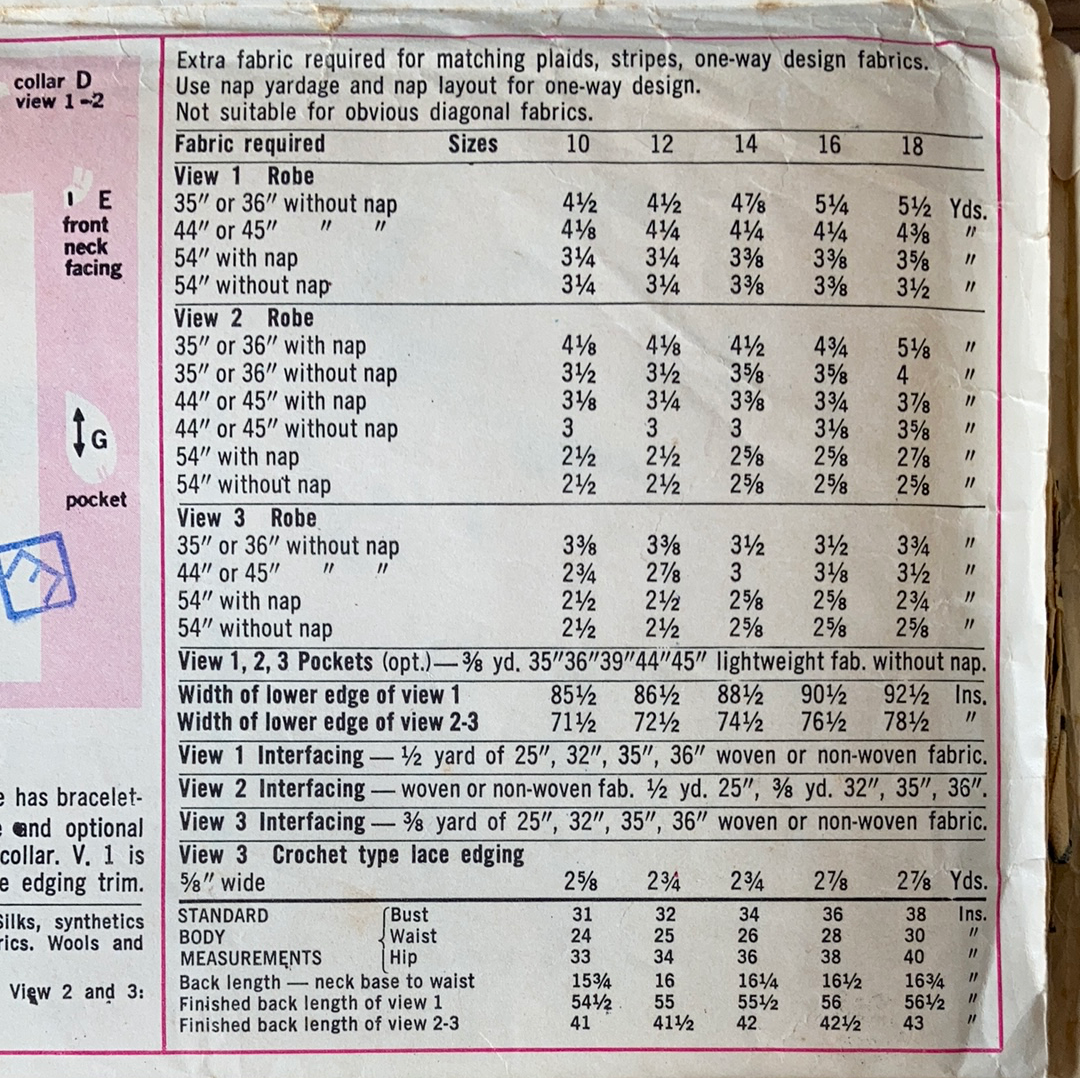 collar D
view 1-2
E
front
neck
facing
G
pocket
has bracelet-
and optional
collar. V. 1 is
edging trim.
Silks, synthetics
Wools and
View 2 and 3:
Extra fabric required for matching plaids, stripes, one-way design fabrics.
Use nap yardage and nap layout for one-way design.
Not suitable for obvious diagonal fabrics.
Fabric required Sizes 10 12 14 16 18
View 1 Robe
35″ or 36″ without nap 4½ 4½ 4⅞ 5¼ 5½ Yds.
44″ or 45″ ″ ″ 4⅛ 4¼ 4¼ 4¼ 4⅜ ″
54″ with nap 3¼ 3¼ 3⅜ 3⅜ 3⅝ ″
54″ without nap 3¼ 3¼ 3⅜ 3⅜ 3½ ″
View 2 Robe
35″ or 36″ with nap 4⅛ 4⅛ 4½ 4¾ 5⅛ ″
35″ or 36″ without nap 3½ 3½ 3⅝ 3⅝ 4 ″
44″ or 45″ with nap 3⅛ 3¼ 3⅜ 3¾ 3⅞ ″
44″ or 45″ without nap 3 3 3 3⅛ 3⅝ ″
54″ with nap 2½ 2½ 2⅝ 2⅝ 2⅞ ″
54″ without nap 2½ 2½ 2⅝ 2⅝ 2⅝ ″
View 3 Robe
35″ or 36″ without nap 3⅜ 3⅜ 3½ 3½ 3¾ ″
44″ or 45″ ″ ″ 2¾ 2⅞ 3 3⅛ 3½ ″
54″ with nap 2½ 2½ 2⅝ 2⅝ 2¾ ″
54″ without nap 2½ 2½ 2⅝ 2⅝ 2⅝ ″
View 1, 2, 3 Pockets (opt.)—⅜ yd. 35″36″39″44″45″ lightweight fab. without nap.
Width of lower edge of view 1 85½ 86½ 88½ 90½ 92½ Ins.
Width of lower edge of view 2-3 71½ 72½ 74½ 76½ 78½ ″
View 1 Interfacing — ½ yard of 25″, 32″, 35″, 36″ woven or non-woven fabric.
View 2 Interfacing — woven or non-woven fab. ½ yd. 25″, ⅜ yd. 32″, 35″, 36″.
View 3 Interfacing — ⅜ yard of 25″, 32″, 35″, 36″ woven or non-woven fabric.
View 3 Crochet type lace edging
⅝″ wide 2⅝ 2¾ 2¾ 2⅞ 2⅞ Yds.
STANDARD Bust 31 32 34 36 38 Ins.
BODY Waist 24 25 26 28 30 ″
MEASUREMENTS Hip 33 34 36 38 40 ″
Back length — neck base to waist 15¾ 16 16¼ 16½ 16¾ ″
Finished back length of view 1 54½ 55 55½ 56 56½ ″
Finished back length of view 2-3 41 41½ 42 42½ 43 ″